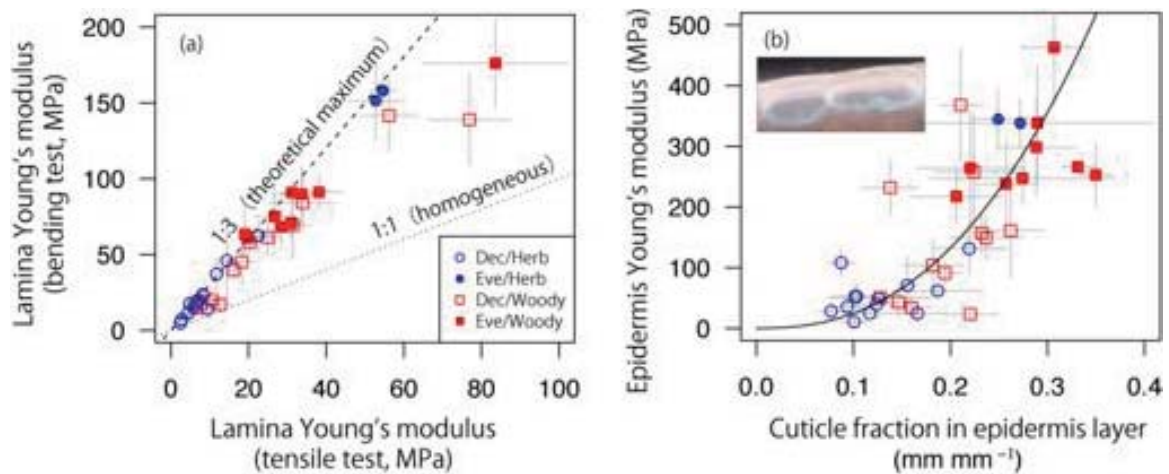 (a)
200
150
100
50
0
Lamina Young's modulus
(bending test, MPa)
1:3 (theoretical maximum)
1:1 (homogeneous)
Dec/Herb
Eve/Herb
Dec/Woody
Eve/Woody
0 20 40 60 80 100
Lamina Young's modulus
(tensile test, MPa)
(b)
500
400
300
200
100
0
Epidermis Young's modulus (MPa)
0.0 0.1 0.2 0.3 0.4
Cuticle fraction in epidermis layer
(mm mm⁻¹)